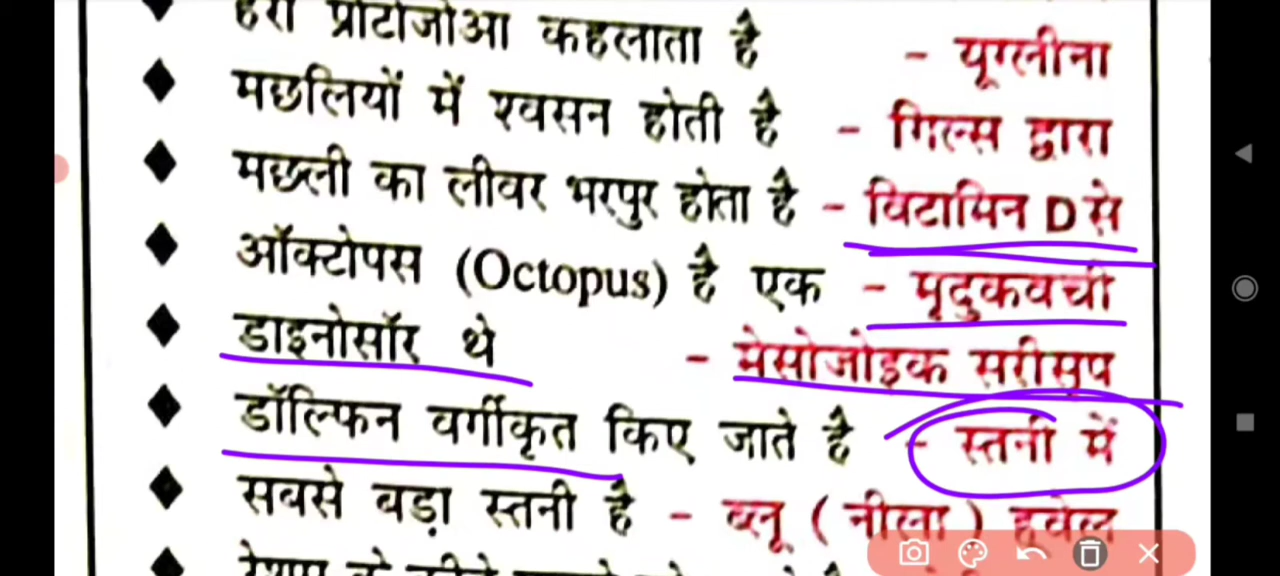 हरा प्रोटोजोआ कहलाता है - यूग्लीना
मछलियों में श्वसन होती है - गिल्स द्वारा
मछली का लीवर भरपुर होता है - विटामिन D से
ऑक्टोपस (Octopus) है एक - मृदुकवची
डाइनोसॉर थे - मेसोजोइक सरीसृप
डॉल्फिन वर्गीकृत किए जाते है - स्तनी में
सबसे बड़ा स्तनी है - ब्लू ( नीला ) ह्वेल